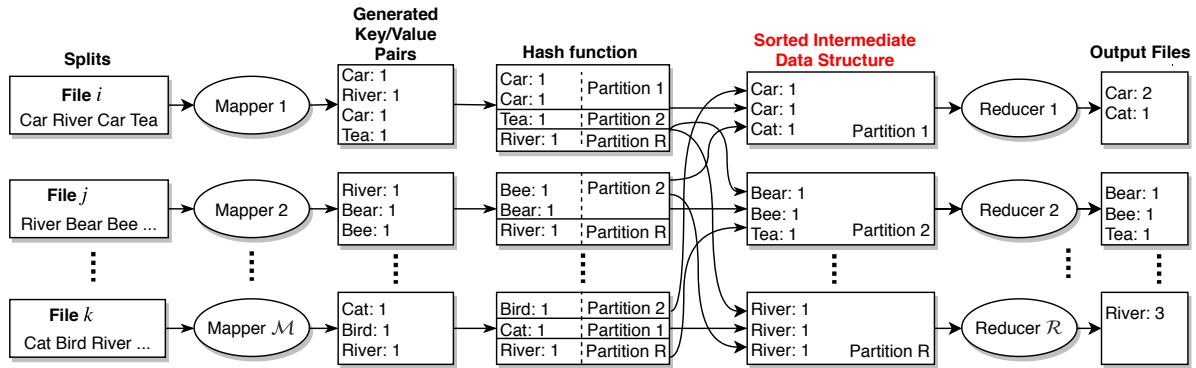 Splits
Generated
Key/Value
Pairs
Hash function
Sorted Intermediate
Data Structure
Output Files
File i
Car River Car Tea
Mapper 1
Car: 1
River: 1
Car: 1
Tea: 1
Car: 1
Car: 1
Partition 1
Tea: 1
Partition 2
River: 1
Partition R
Car: 1
Car: 1
Cat: 1
Partition 1
Reducer 1
Car: 2
Cat: 1
File j
River Bear Bee ...
Mapper 2
River: 1
Bear: 1
Bee: 1
Bee: 1
Bear: 1
Partition 2
River: 1
Partition R
Bear: 1
Bee: 1
Tea: 1
Partition 2
Reducer 2
Bear: 1
Bee: 1
Tea: 1
File k
Cat Bird River ...
Mapper ℳ
Cat: 1
Bird: 1
River: 1
Bird: 1
Partition 2
Cat: 1
Partition 1
River: 1
Partition R
River: 1
River: 1
River: 1
Partition R
Reducer ℛ
River: 3